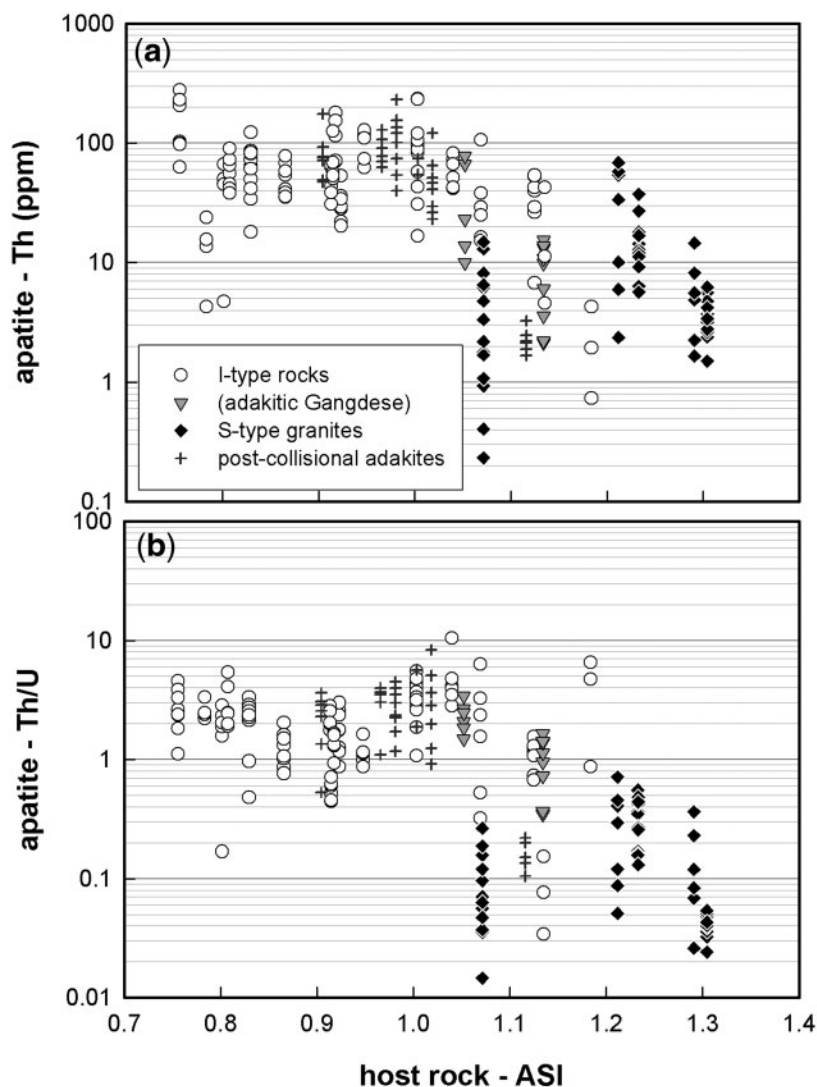 1000
(a)
100
10
1
0.1
apatite - Th (ppm)
I-type rocks
(adakitic Gangdese)
S-type granites
post-collisional adakites
100
(b)
10
1
0.1
0.01
apatite - Th/U
0.7 0.8 0.9 1.0 1.1 1.2 1.3 1.4
host rock - ASI